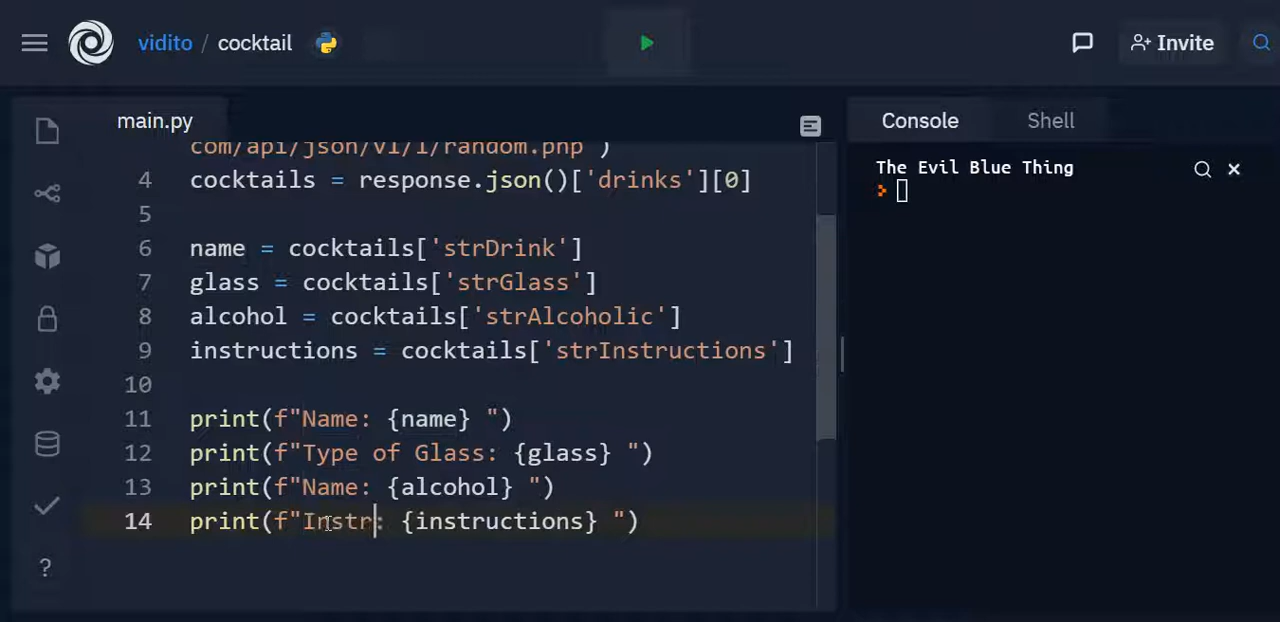 vidito / cocktail
Invite
main.py
Console
Shell
com/api/json/v1/1/random.php")
4 cocktails = response.json()['drinks'][0]
5
6 name = cocktails['strDrink']
7 glass = cocktails['strGlass']
8 alcohol = cocktails['strAlcoholic']
9 instructions = cocktails['strInstructions']
10
11 print(f"Name: {name} ")
12 print(f"Type of Glass: {glass} ")
13 print(f"Name: {alcohol} ")
14 print(f"Instr: {instructions} ")
The Evil Blue Thing